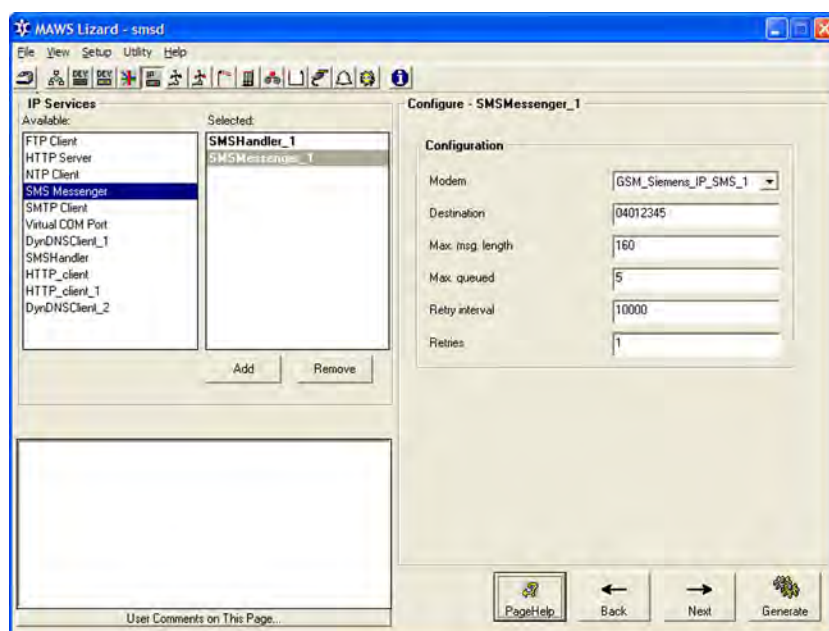 MAWS Lizard - smsd
File View Setup Utility Help
DEV DEV IP
IP Services
Available:
Selected:
FTP Client
HTTP Server
NTP Client
SMS Messenger
SMTP Client
Virtual COM Port
DynDNSClient_1
SMSHandler
HTTP_client
HTTP_client_1
DynDNSClient_2
SMSHandler_1
SMSMessenger_1
Add Remove
User Comments on This Page...
Configure - SMSMessenger_1
Configuration
Modem GSM_Siemens_IP_SMS_1
Destination 04012345
Max. msg. length 160
Max. queued 5
Retry interval 10000
Retries 1
PageHelp Back Next Generate